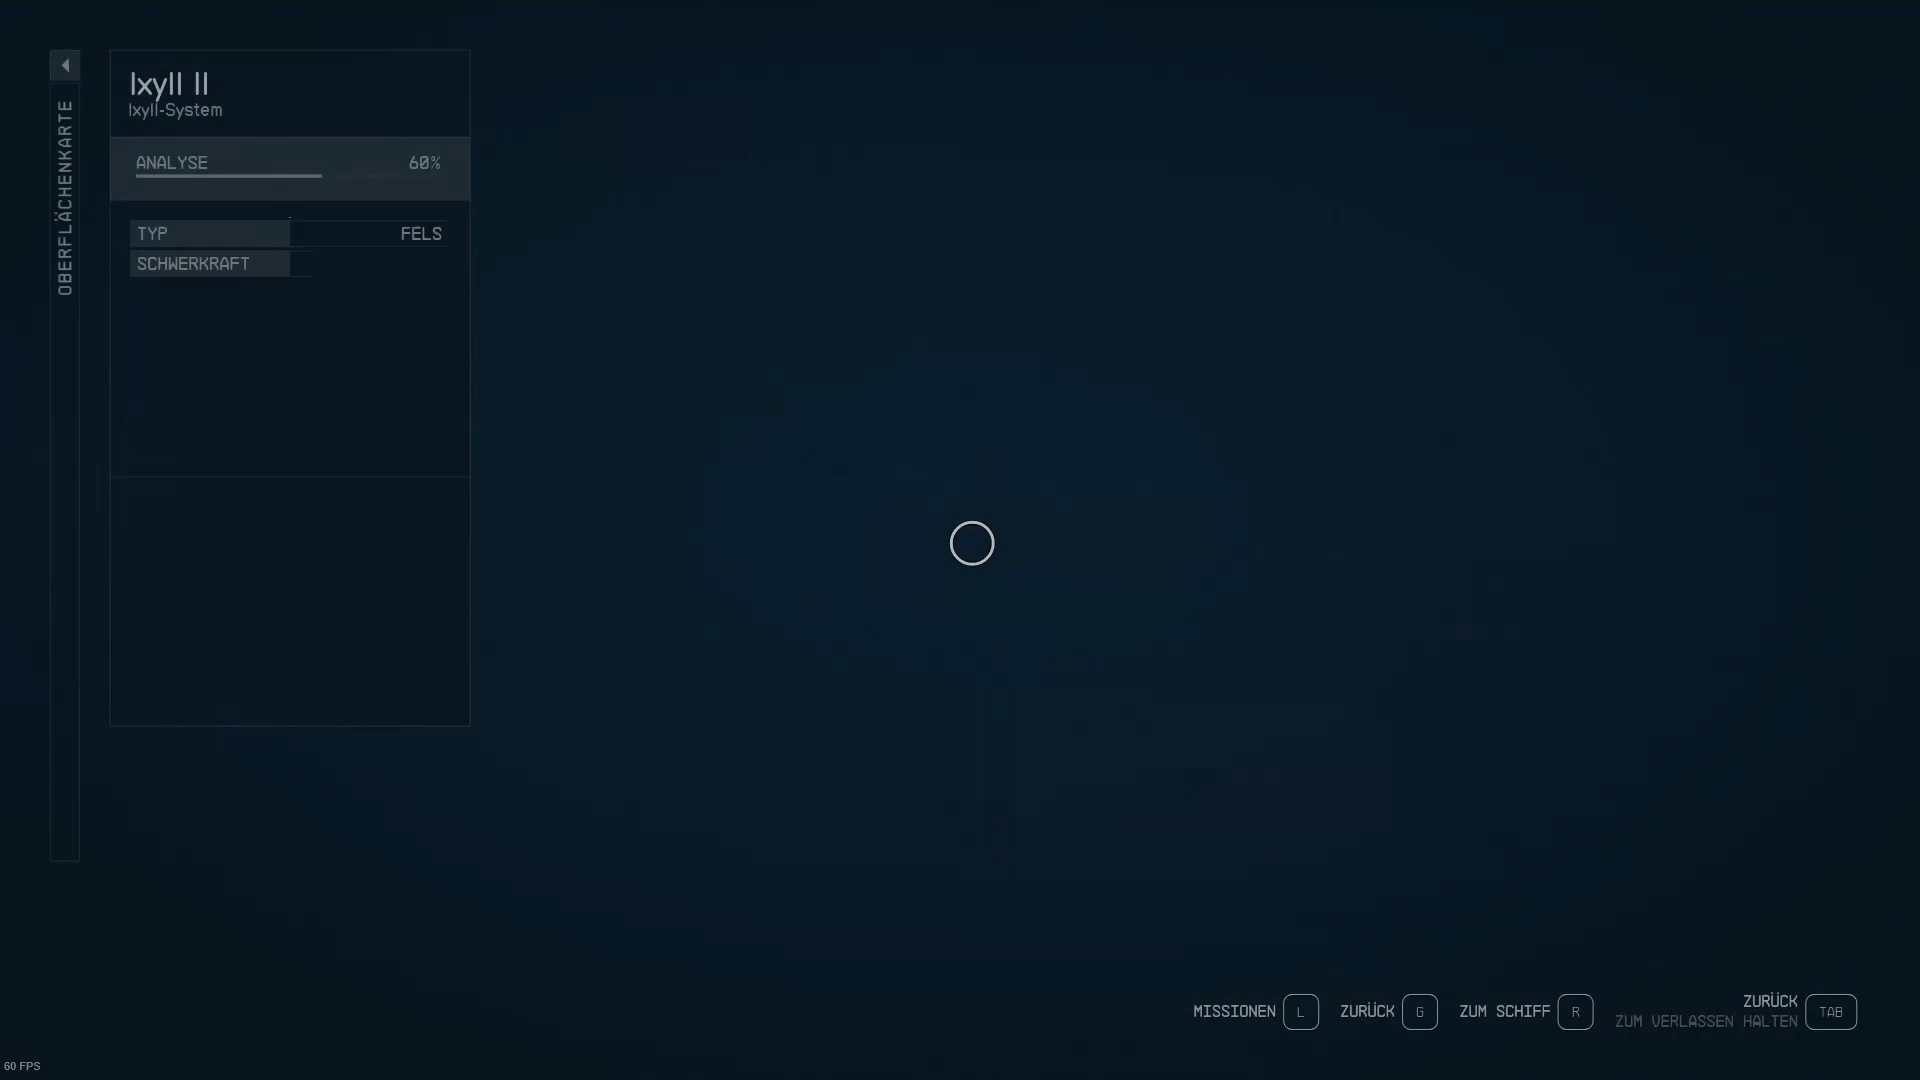 OBERFLÄCHENKARTE
Ixyll II
Ixyll-System
ANALYSE 60%
TYP FELS
SCHWERKRAFT
MISSIONEN L ZURÜCK G ZUM SCHIFF R ZURÜCK TAB
ZUM VERLASSEN HALTEN
60 FPS